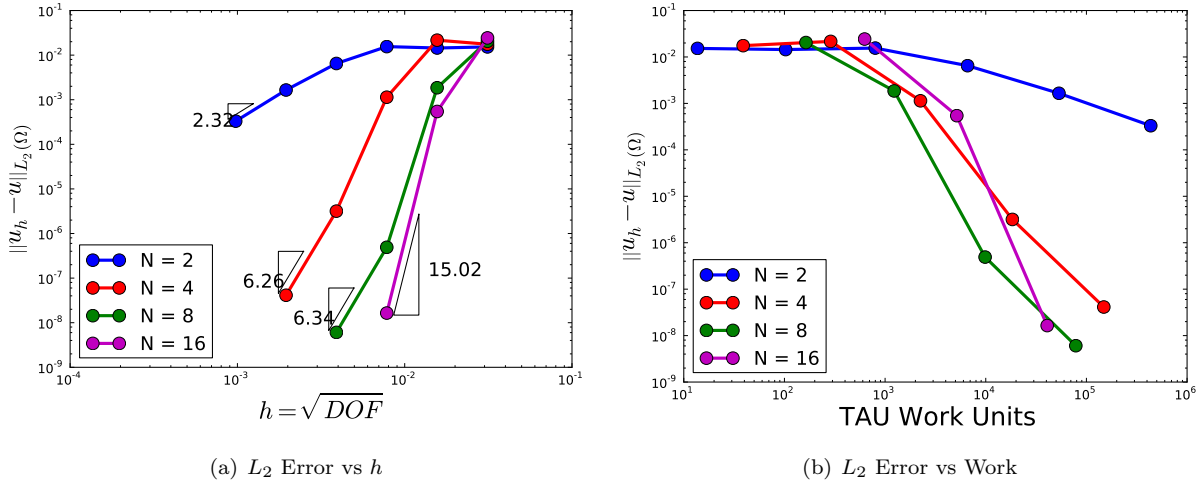 10^{-1}
10^{-2}
10^{-3}
10^{-4}
10^{-5}
10^{-6}
10^{-7}
10^{-8}
10^{-9}
||u_h − u||_{L_2(Ω)}
2.32
6.26
6.34
15.02
N = 2
N = 4
N = 8
N = 16
10^{-4} 10^{-3} 10^{-2} 10^{-1}
h = √DOF
(a) L_2 Error vs h
10^{-1}
10^{-2}
10^{-3}
10^{-4}
10^{-5}
10^{-6}
10^{-7}
10^{-8}
10^{-9}
||u_h − u||_{L_2(Ω)}
N = 2
N = 4
N = 8
N = 16
10^1 10^2 10^3 10^4 10^5 10^6
TAU Work Units
(b) L_2 Error vs Work